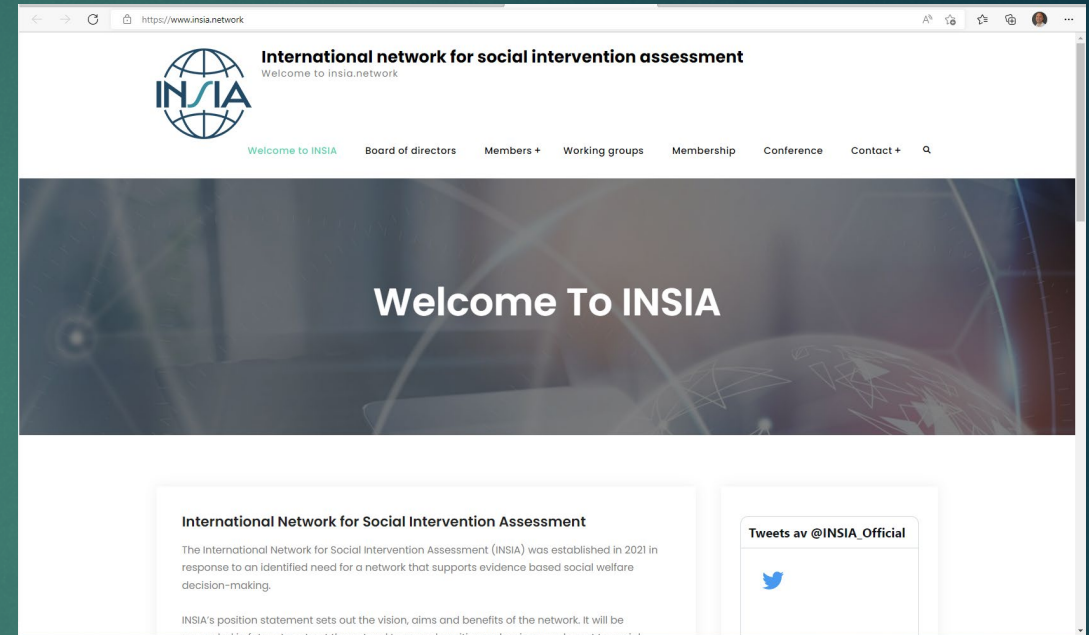 https://www.insia.network
INSIA
International network for social intervention assessment
Welcome to insia.network
Welcome to INSIA Board of directors Members + Working groups Membership Conference Contact +
Welcome To INSIA
International Network for Social Intervention Assessment
The International Network for Social Intervention Assessment (INSIA) was established in 2021 in
response to an identified need for a network that supports evidence based social welfare
decision-making.
INSIA's position statement sets out the vision, aims and benefits of the network. It will be
Tweets av @INSIA_Official